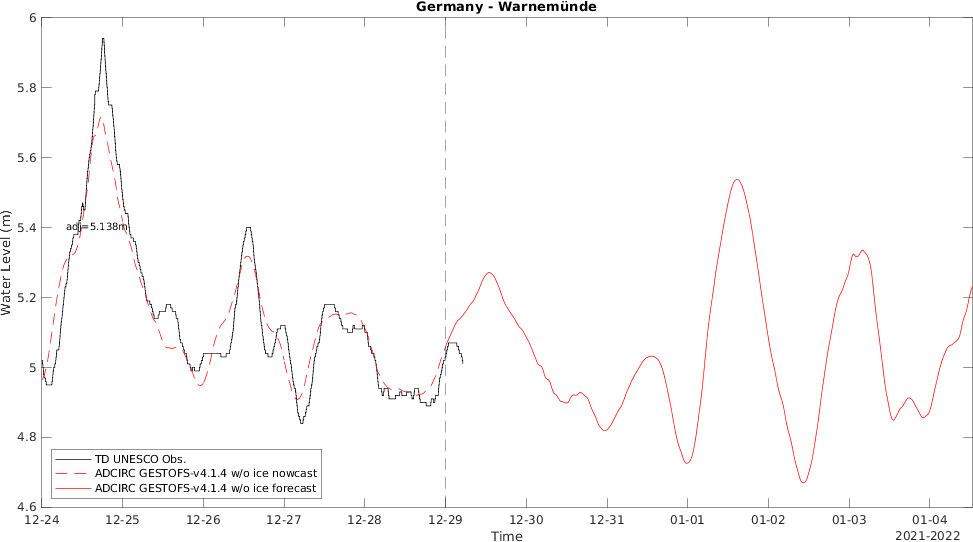 Germany - Warnemünde
6
5.8
5.6
5.4
5.2
5
4.8
4.6
Water Level (m)
adj=5.138m
TD UNESCO Obs.
ADCIRC GESTOFS-v4.1.4 w/o ice nowcast
ADCIRC GESTOFS-v4.1.4 w/o ice forecast
12-24 12-25 12-26 12-27 12-28 12-29 12-30 12-31 01-01 01-02 01-03 01-04
Time
2021-2022